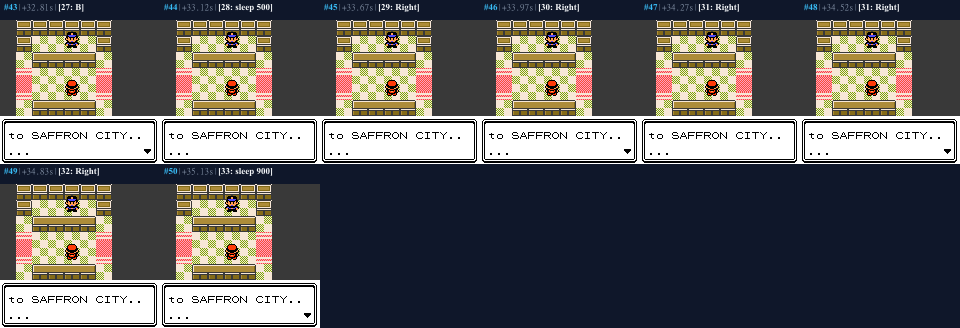 #43|+32.81s| [27: B]
#44|+33.12s| [28: sleep 500]
#45|+33.67s| [29: Right]
#46|+33.97s| [30: Right]
#47|+34.27s| [31: Right]
#48|+34.52s| [31: Right]
to SAFFRON CITY..
...
to SAFFRON CITY..
...
to SAFFRON CITY..
...
to SAFFRON CITY..
...
to SAFFRON CITY..
...
to SAFFRON CITY..
...
#49|+34.83s| [32: Right]
#50|+35.13s| [33: sleep 900]
to SAFFRON CITY..
...
to SAFFRON CITY..
...